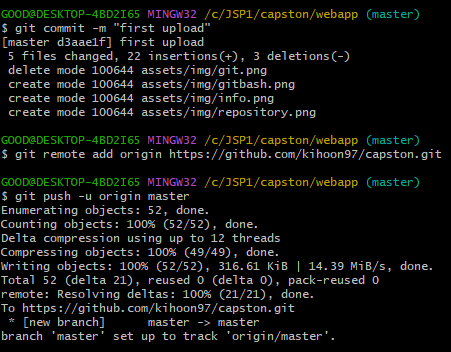 GOOD@DESKTOP-4BD2I65 MINGW32 /c/JSP1/capston/webapp (master)
$ git commit -m "first upload"
[master d3aae1f] first upload
 5 files changed, 22 insertions(+), 3 deletions(-)
 delete mode 100644 assets/img/git.png
 create mode 100644 assets/img/gitbash.png
 create mode 100644 assets/img/info.png
 create mode 100644 assets/img/repository.png
GOOD@DESKTOP-4BD2I65 MINGW32 /c/JSP1/capston/webapp (master)
$ git remote add origin https://github.com/kihoon97/capston.git
GOOD@DESKTOP-4BD2I65 MINGW32 /c/JSP1/capston/webapp (master)
$ git push -u origin master
Enumerating objects: 52, done.
Counting objects: 100% (52/52), done.
Delta compression using up to 12 threads
Compressing objects: 100% (49/49), done.
Writing objects: 100% (52/52), 316.61 KiB | 14.39 MiB/s, done.
Total 52 (delta 21), reused 0 (delta 0), pack-reused 0
remote: Resolving deltas: 100% (21/21), done.
To https://github.com/kihoon97/capston.git
 * [new branch]      master -> master
branch 'master' set up to track 'origin/master'.